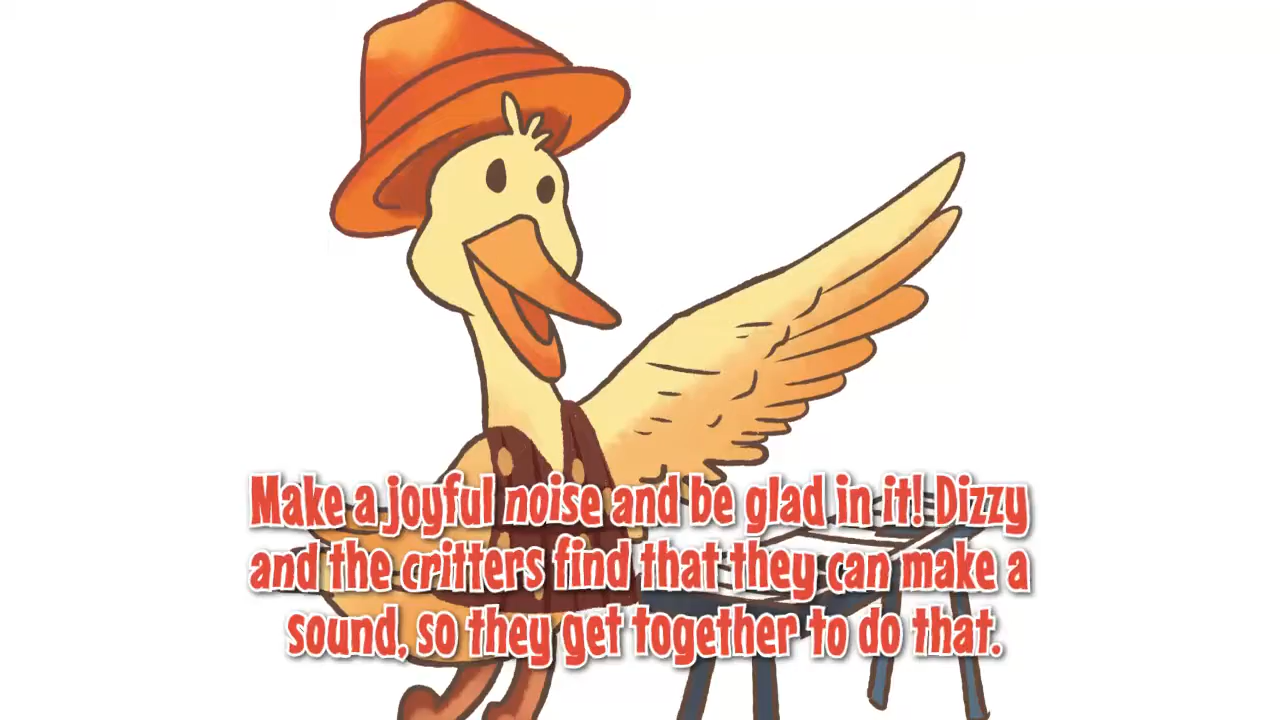 Make a joyful noise and be glad in it! Dizzy
and the critters find that they can make a
sound, so they get together to do that.